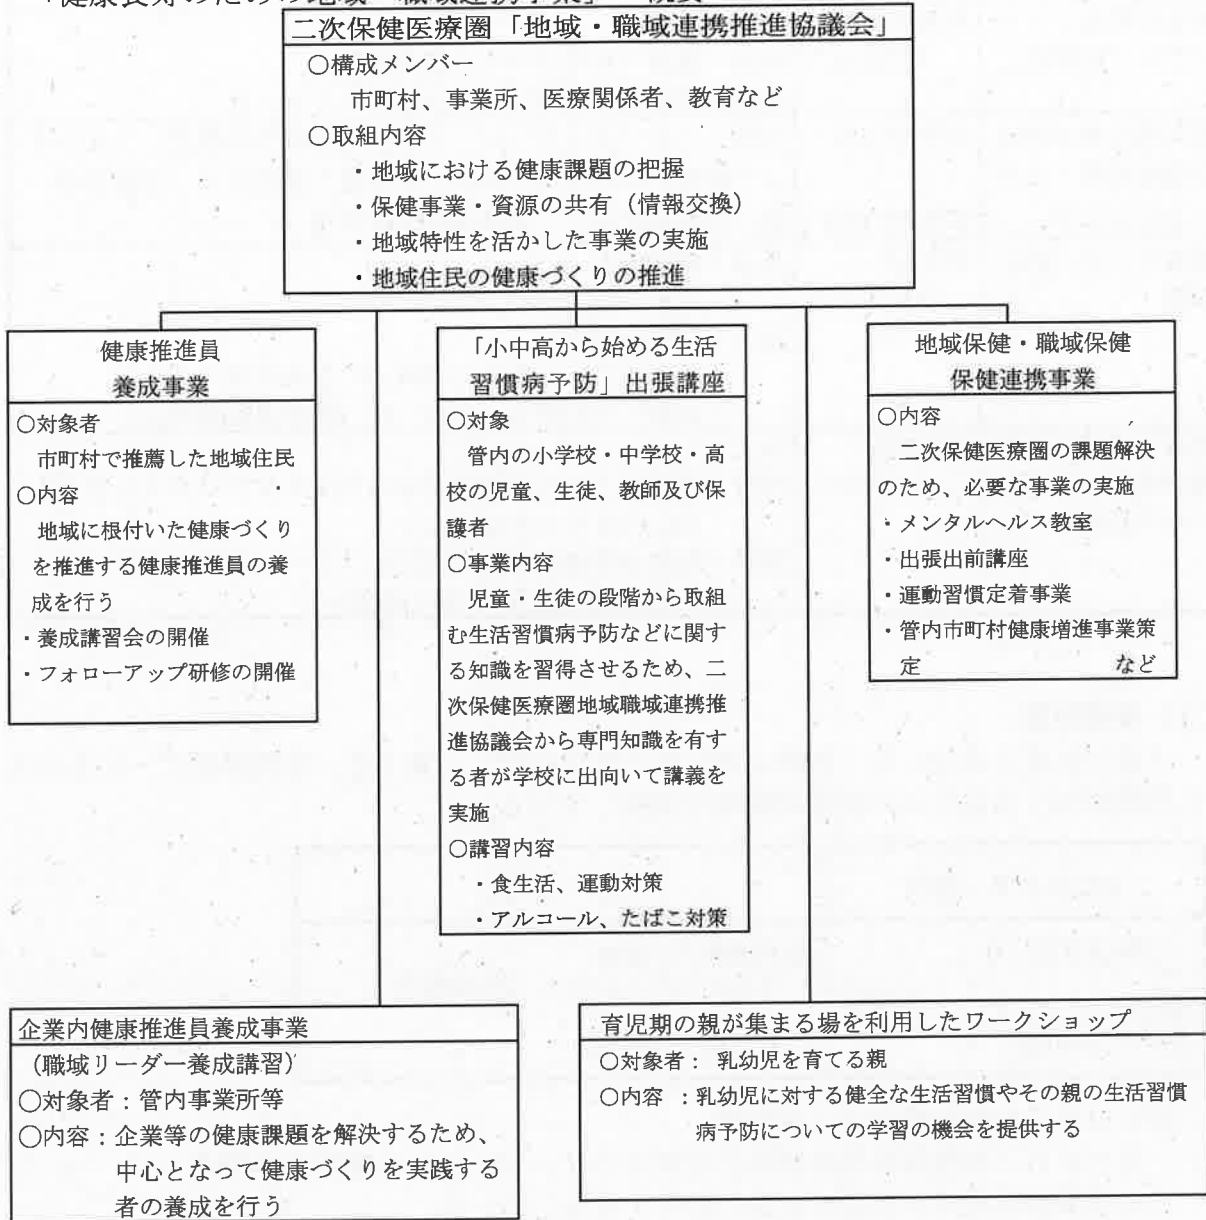 二次保健医療圏「地域・職域連携推進協議会」
○構成メンバー
市町村、事業所、医療関係者、教育など
○取組内容
・地域における健康課題の把握
・保健事業・資源の共有（情報交換）
・地域特性を活かした事業の実施
・地域住民の健康づくりの推進
健康推進員
養成事業
○対象者
市町村で推薦した地域住民
○内容
地域に根付いた健康づくり
を推進する健康推進員の養
成を行う
・養成講習会の開催
・フォローアップ研修の開催
「小中高から始める生活
習慣病予防」出張講座
○対象
管内の小学校・中学校・高
校の児童、生徒、教師及び保
護者
○事業内容
児童・生徒の段階から取組
む生活習慣病予防などに関す
る知識を習得させるため、二
次保健医療圏地域職域連携推
進協議会から専門知識を有す
る者が学校に出向いて講義を
実施
○講習内容
・食生活、運動対策
・アルコール、たばこ対策
地域保健・職域保健
保健連携事業
○内容
二次保健医療圏の課題解決
のため、必要な事業の実施
・メンタルヘルス教室
・出張出前講座
・運動習慣定着事業
・管内市町村健康増進事業策
定 など
企業内健康推進員養成事業
（職域リーダー養成講習）
○対象者：管内事業所等
○内容：企業等の健康課題を解決するため、
中心となって健康づくりを実践する
者の養成を行う
育児期の親が集まる場を利用したワークショップ
○対象者： 乳幼児を育てる親
○内容 ：乳幼児に対する健全な生活習慣やその親の生活習慣
病予防についての学習の機会を提供する